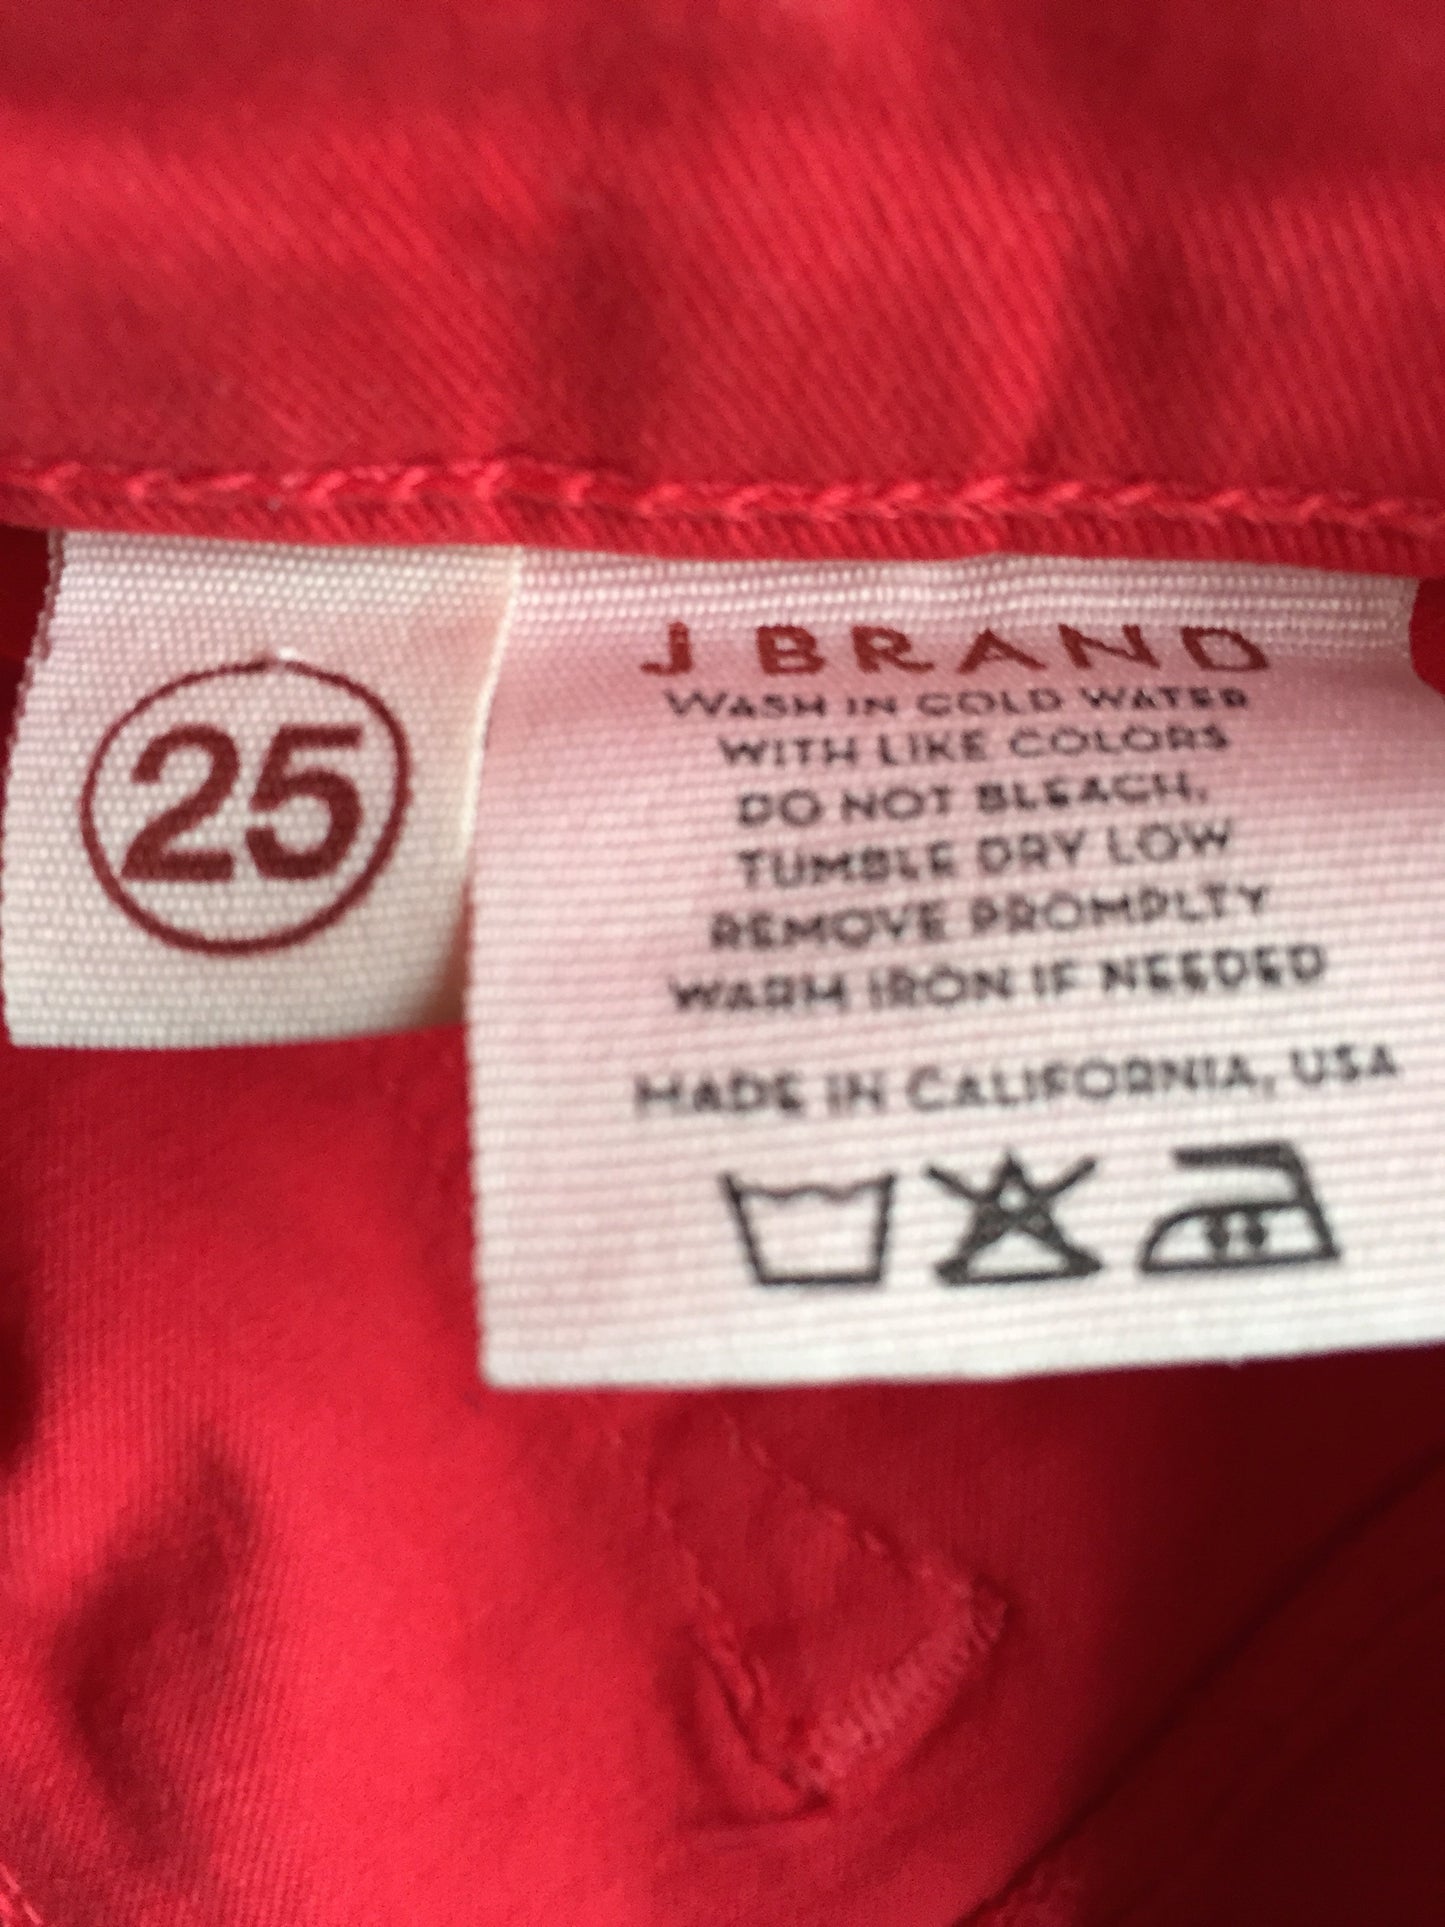 25
J BRAND
WASH IN COLD WATER
WITH LIKE COLORS
DO NOT BLEACH,
TUMBLE DRY LOW
REMOVE PROMPLTY
WARM IRON IF NEEDED
MADE IN CALIFORNIA, USA